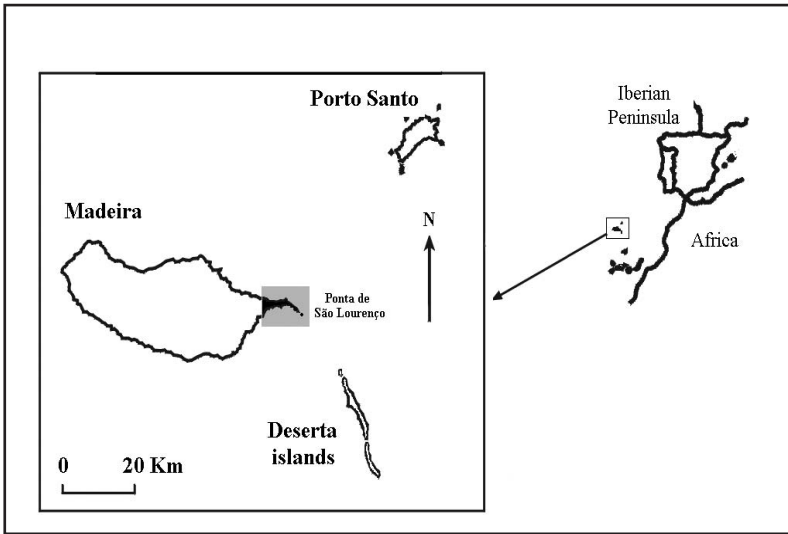 Porto Santo
Iberian
Peninsula
Madeira
N
Africa
Ponta de
São Lourenço
Deserta
islands
0 20 Km